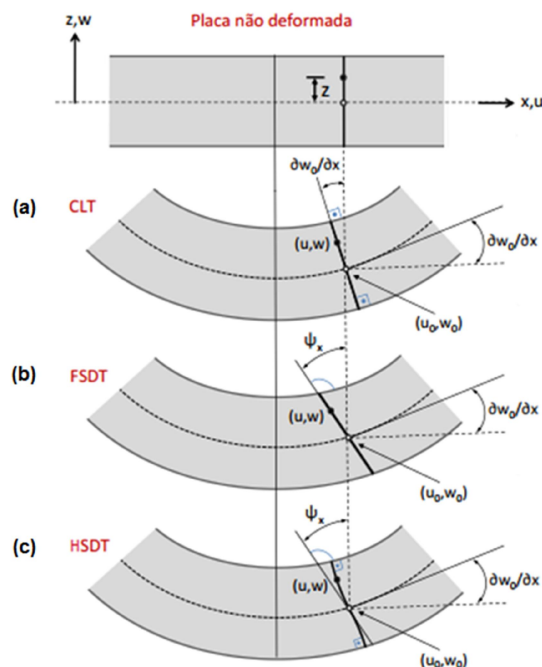 z,w
Placa não deformada
z
x,u
∂w₀/∂x
(a) CLT
(u,w)
∂w₀/∂x
(u₀,w₀)
ψₓ
(b) FSDT
(u,w)
∂w₀/∂x
(u₀,w₀)
ψₓ
(c) HSDT
(u,w)
∂w₀/∂x
(u₀,w₀)